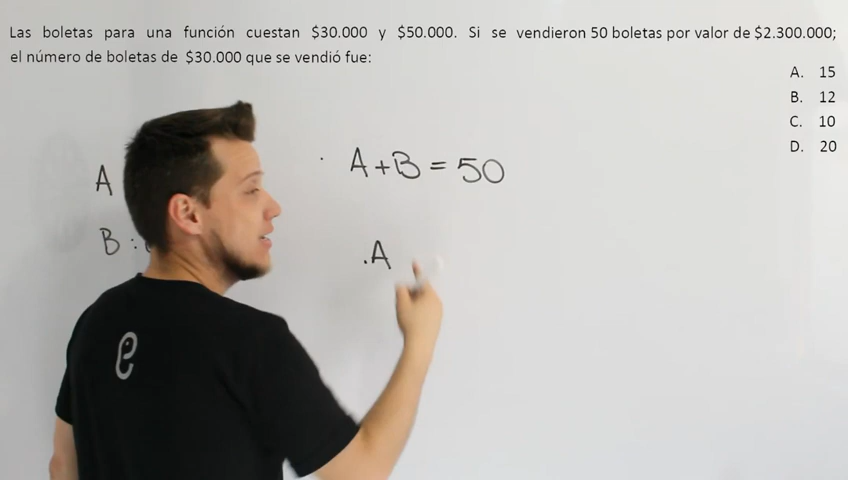 Las boletas para una función cuestan $30.000 y $50.000. Si se vendieron 50 boletas por valor de $2.300.000;
el número de boletas de $30.000 que se vendió fue:
A. 15
B. 12
C. 10
D. 20
A
B :
A+B = 50
.A